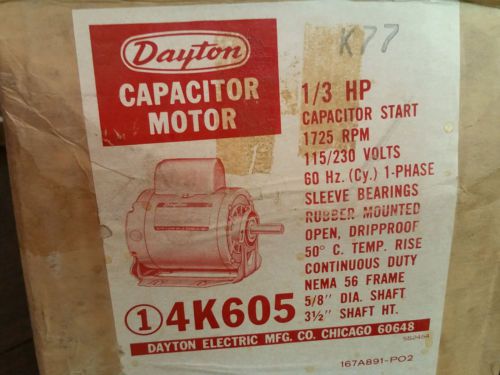 Dayton
CAPACITOR
MOTOR
K77
1/3 HP
CAPACITOR START
1725 RPM
115/230 VOLTS
60 Hz. (Cy.) 1-PHASE
SLEEVE BEARINGS
RUBBER MOUNTED
OPEN, DRIPPROOF
50° C. TEMP. RISE
CONTINUOUS DUTY
NEMA 56 FRAME
5/8" DIA. SHAFT
3½" SHAFT HT.
① 4K605
DAYTON ELECTRIC MFG. CO. CHICAGO 60648
167A891-PO2